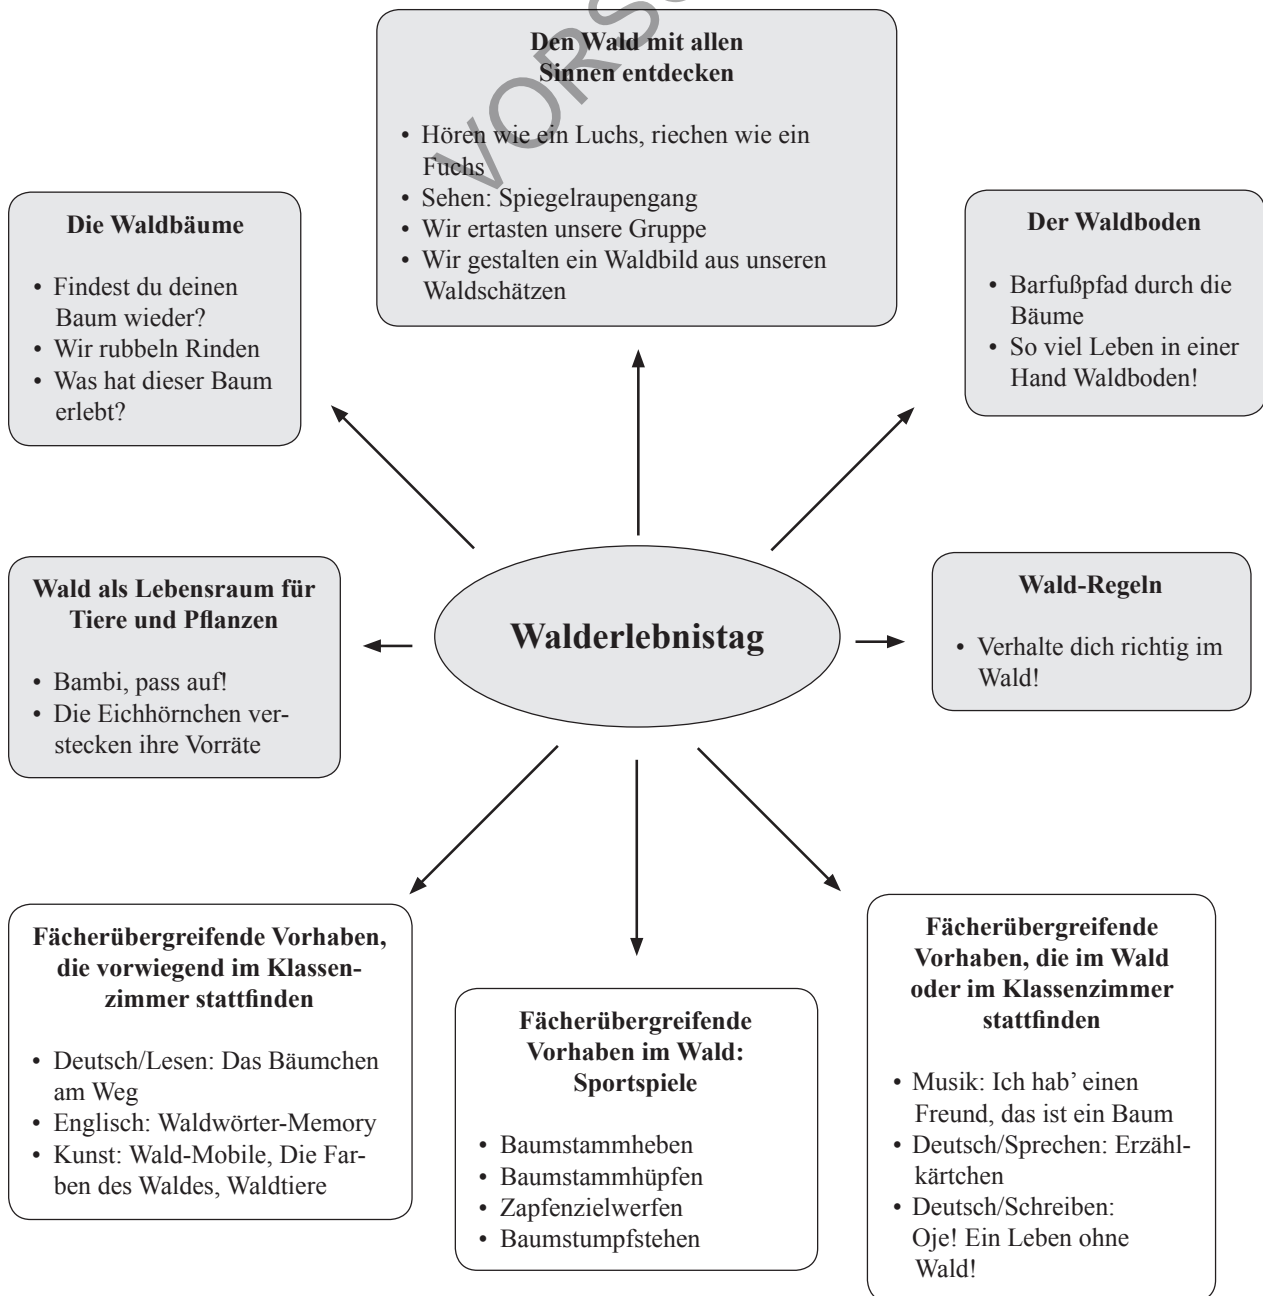 VORSC
Den Wald mit allen
Sinnen entdecken
• Hören wie ein Luchs, riechen wie ein
Fuchs
• Sehen: Spiegelraupengang
• Wir ertasten unsere Gruppe
• Wir gestalten ein Waldbild aus unseren
Waldschätzen
Die Waldbäume
• Findest du deinen
Baum wieder?
• Wir rubbeln Rinden
• Was hat dieser Baum
erlebt?
Der Waldboden
• Barfußpfad durch die
Bäume
• So viel Leben in einer
Hand Waldboden!
Wald als Lebensraum für
Tiere und Pflanzen
• Bambi, pass auf!
• Die Eichhörnchen ver-
stecken ihre Vorräte
Walderlebnistag
Wald-Regeln
• Verhalte dich richtig im
Wald!
Fächerübergreifende Vorhaben,
die vorwiegend im Klassen-
zimmer stattfinden
• Deutsch/Lesen: Das Bäumchen
am Weg
• Englisch: Waldwörter-Memory
• Kunst: Wald-Mobile, Die Far-
ben des Waldes, Waldtiere
Fächerübergreifende
Vorhaben im Wald:
Sportspiele
• Baumstammheben
• Baumstammhüpfen
• Zapfenzielwerfen
• Baumstumpfstehen
Fächerübergreifende
Vorhaben, die im Wald
oder im Klassenzimmer
stattfinden
• Musik: Ich hab’ einen
Freund, das ist ein Baum
• Deutsch/Sprechen: Erzähl-
kärtchen
• Deutsch/Schreiben:
Oje! Ein Leben ohne
Wald!